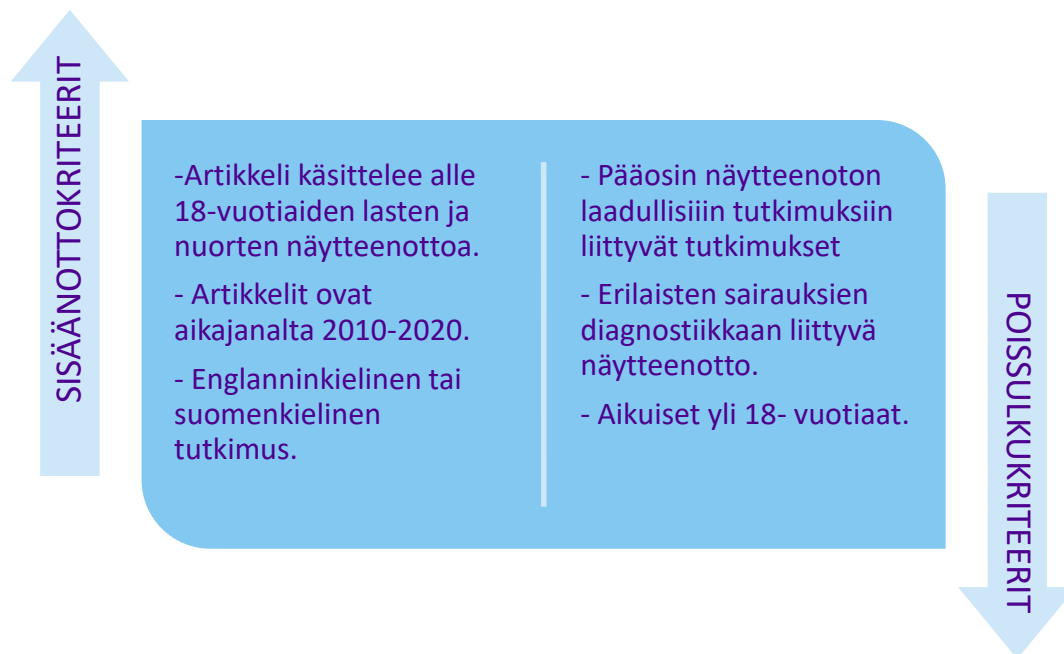 SISÄÄNOTTOKRITEERIT
-Artikkeli käsittelee alle
18-vuotiaiden lasten ja
nuorten näytteenottoa.
- Artikkelit ovat
aikajanalta 2010-2020.
- Englanninkielinen tai
suomenkielinen
tutkimus.
- Pääosin näytteenoton
laadullisiiin tutkimuksiin
liittyvät tutkimukset
- Erilaisten sairauksien
diagnostiikkaan liittyvä
näytteenotto.
- Aikuiset yli 18- vuotiaat.
POISSULKUKRITEERIT